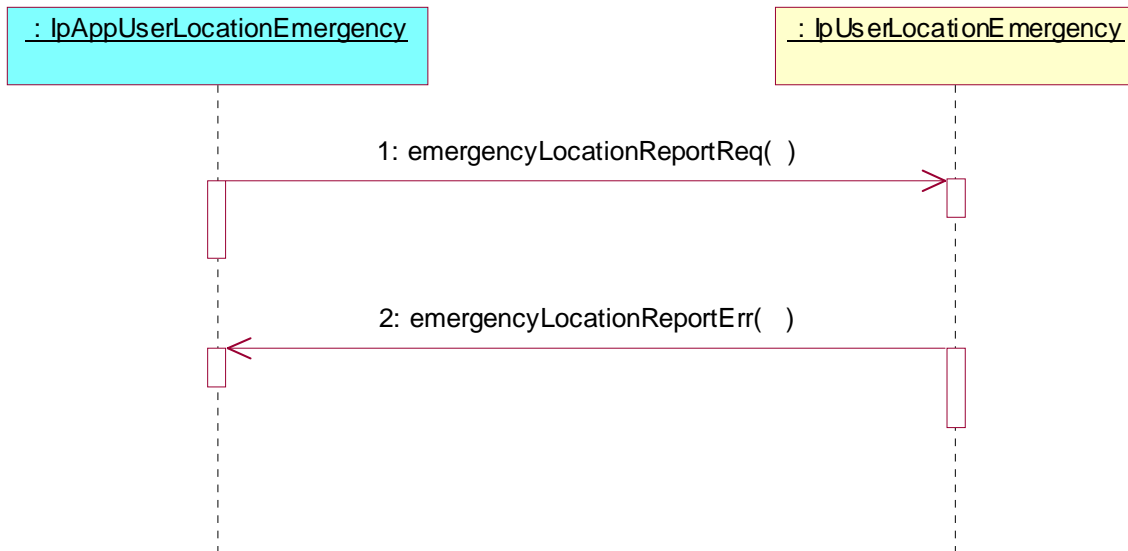 : IpAppUserLocationEmergency
: IpUserLocationEmergency
1: emergencyLocationReportReq( )
2: emergencyLocationReportErr( )